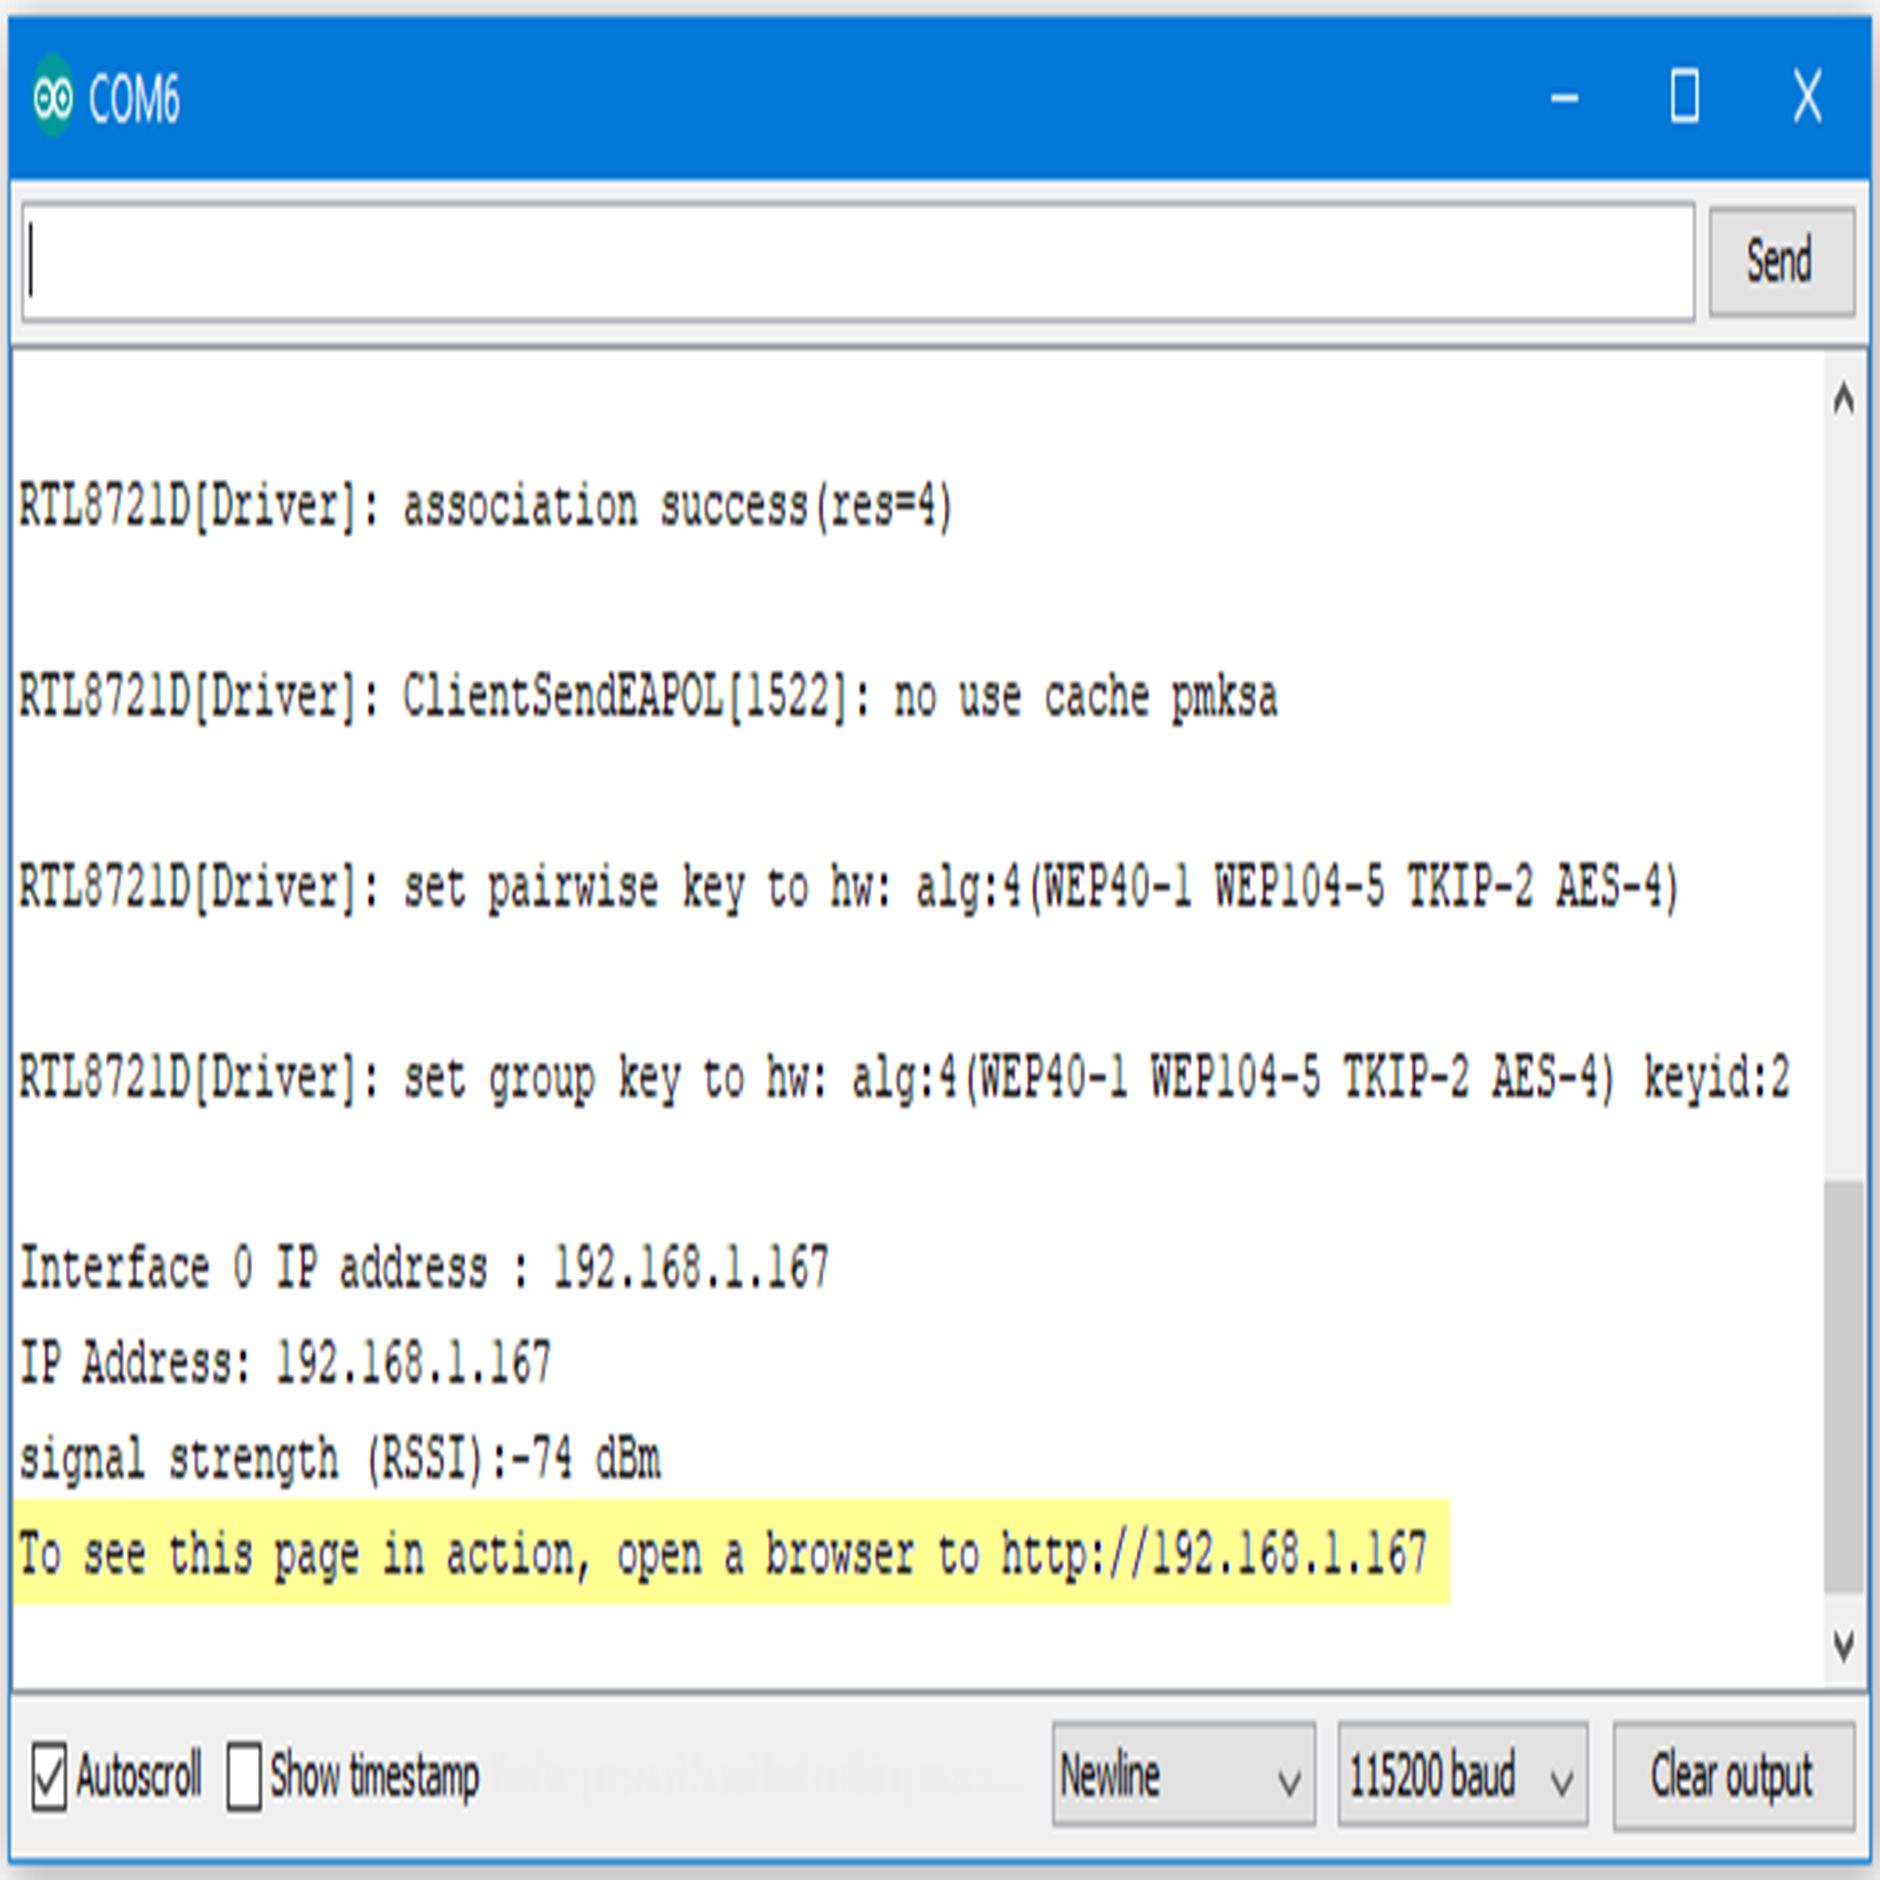 COM6
Send
RTL8721D[Driver]: association success(res=4)
RTL8721D[Driver]: ClientSendEAPOL[1522]: no use cache pmksa
RTL8721D[Driver]: set pairwise key to hw: alg:4(WEP40-1 WEP104-5 TKIP-2 AES-4)
RTL8721D[Driver]: set group key to hw: alg:4(WEP40-1 WEP104-5 TKIP-2 AES-4) keyid:2
Interface 0 IP address : 192.168.1.167
IP Address: 192.168.1.167
signal strength (RSSI):-74 dBm
To see this page in action, open a browser to http://192.168.1.167
Autoscroll Show timestamp Newline 115200 baud Clear output